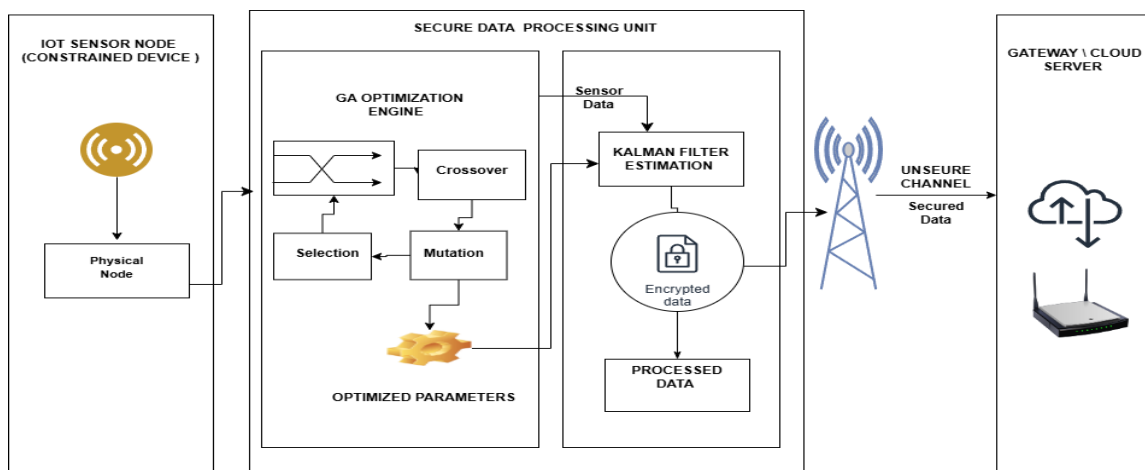 IOT SENSOR NODE
(CONSTRAINED DEVICE )
Physical
Node
SECURE DATA PROCESSING UNIT
GA OPTIMIZATION
ENGINE
Crossover
Selection
Mutation
OPTIMIZED PARAMETERS
Sensor
Data
KALMAN FILTER
ESTIMATION
Encrypted
data
PROCESSED
DATA
UNSEURE
CHANNEL
Secured
Data
GATEWAY \ CLOUD
SERVER